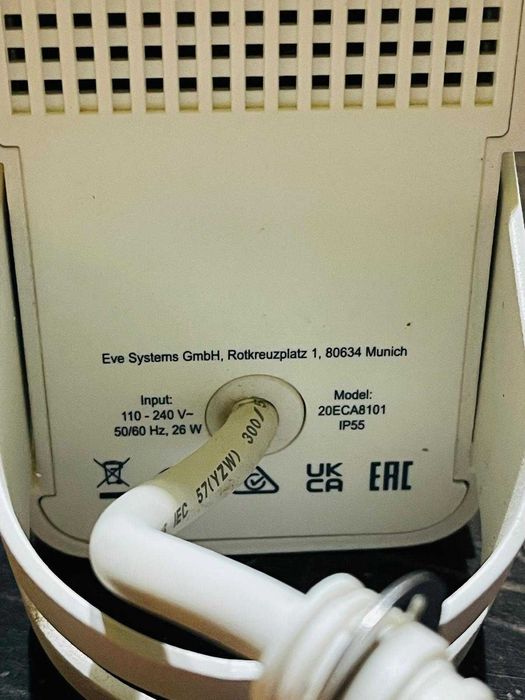 Eve Systems GmbH, Rotkreuzplatz 1, 80634 Munich
Input:
110 - 240 V~
50/60 Hz, 26 W
Model:
20ECA8101
IP55
IEC 57(YZW) 300/5
UK
CA
EAC